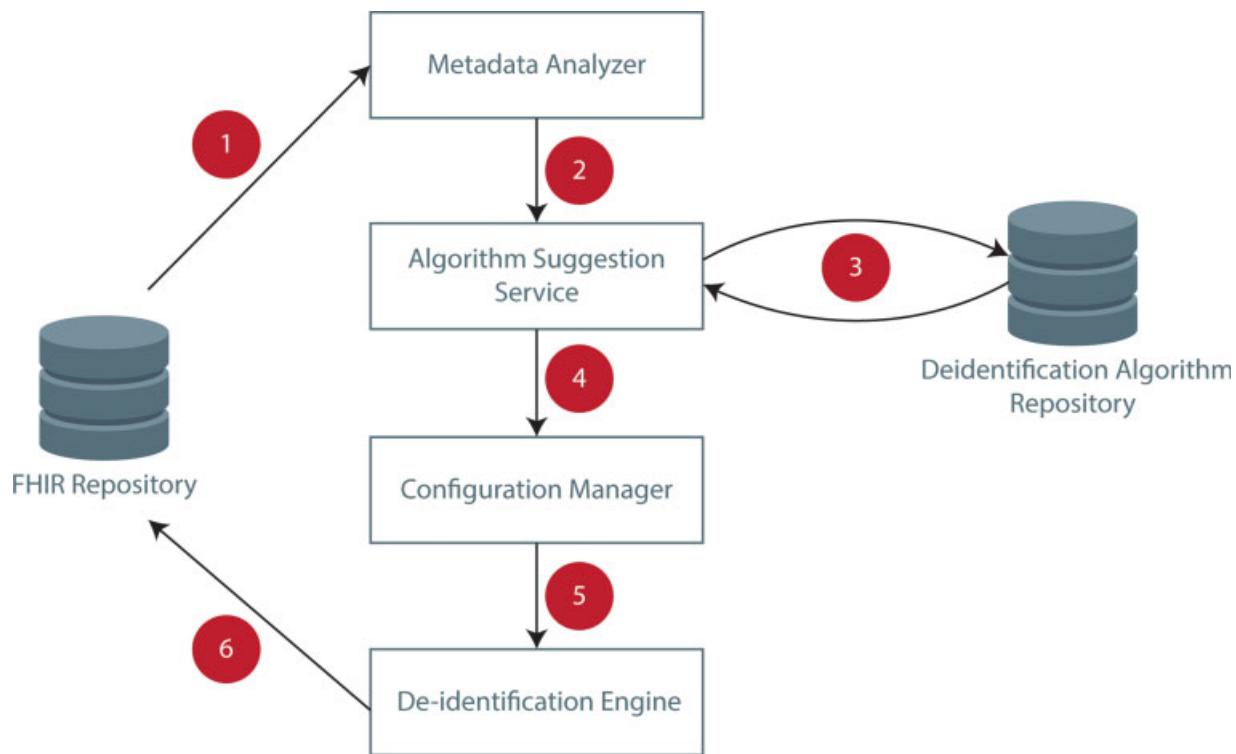 Metadata Analyzer
1
2
Algorithm Suggestion
Service
3
Deidentification Algorithm
Repository
4
FHIR Repository
Configuration Manager
5
6
De-identification Engine